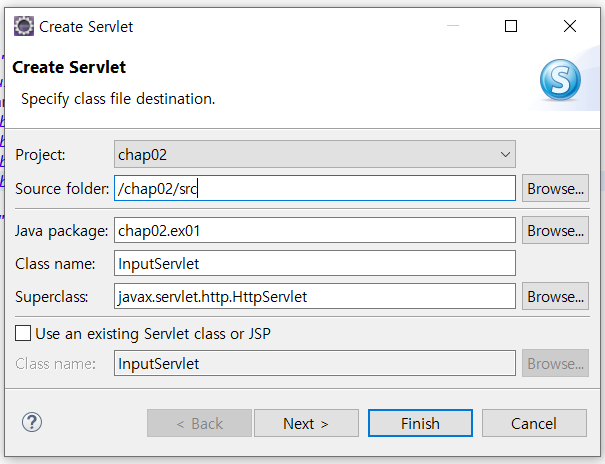 Create Servlet
Create Servlet
Specify class file destination.
Project: chap02
Source folder: /chap02/src Browse...
Java package: chap02.ex01 Browse...
Class name: InputServlet
Superclass: javax.servlet.http.HttpServlet Browse...
Use an existing Servlet class or JSP
Class name: InputServlet Browse...
? < Back Next > Finish Cancel